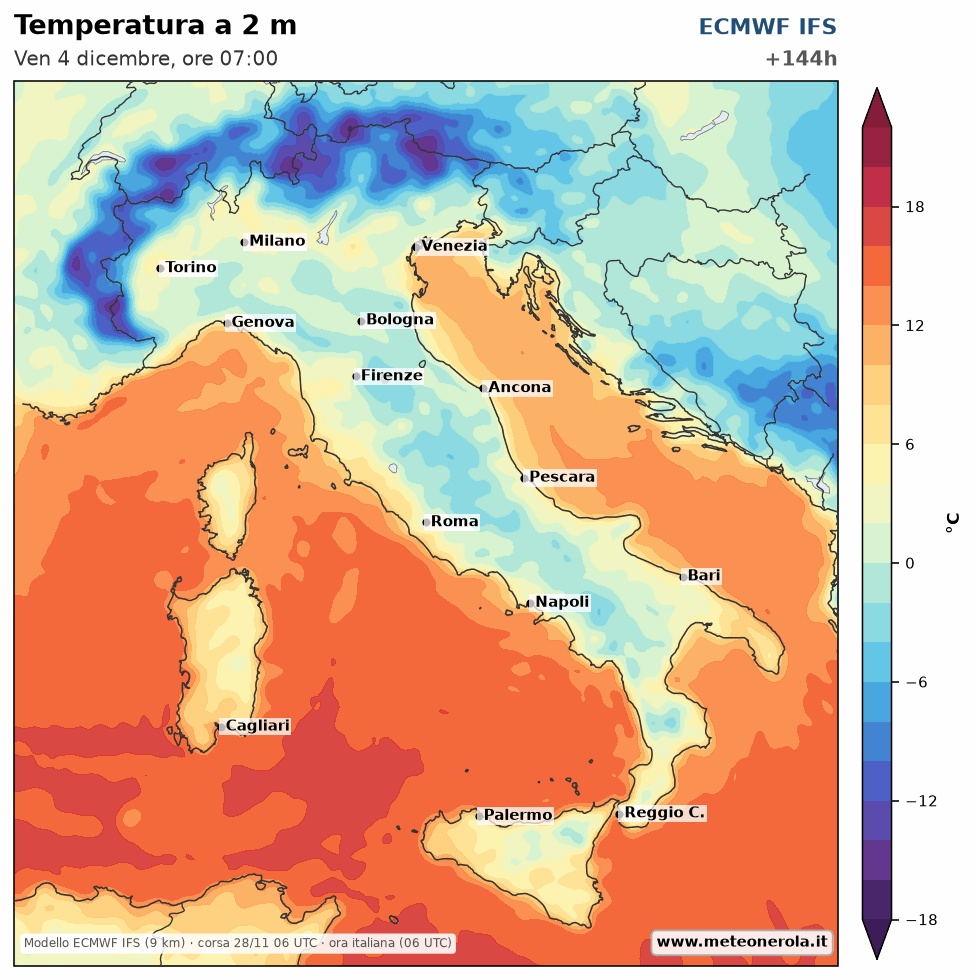 Temperatura a 2 m
ECMWF IFS
Ven 4 dicembre, ore 07:00
+144h
Milano
Venezia
Torino
Genova
Bologna
Firenze
Ancona
Pescara
Roma
Bari
Napoli
Cagliari
Palermo
Reggio C.
18
12
6
0
−6
−12
−18
°C
Modello ECMWF IFS (9 km) · corsa 28/11 06 UTC · ora italiana (06 UTC)
www.meteonerola.it